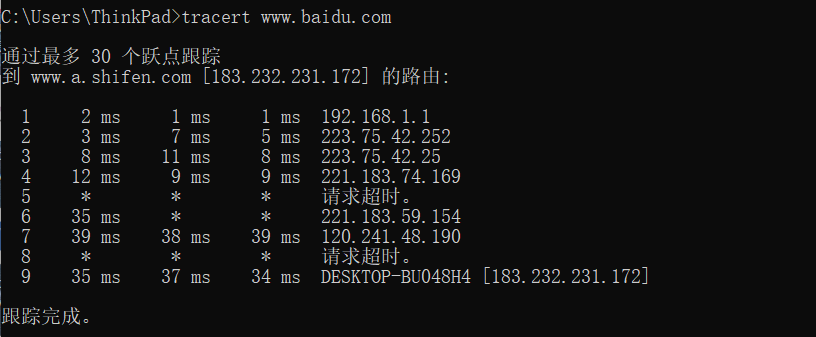 C:\Users\ThinkPad>tracert www.baidu.com
通过最多 30 个跃点跟踪
到 www.a.shifen.com [183.232.231.172] 的路由:
1 2 ms 1 ms 1 ms 192.168.1.1
2 3 ms 7 ms 5 ms 223.75.42.252
3 8 ms 11 ms 8 ms 223.75.42.25
4 12 ms 9 ms 9 ms 221.183.74.169
5 * * * 请求超时。
6 35 ms * * 221.183.59.154
7 39 ms 38 ms 39 ms 120.241.48.190
8 * * * 请求超时。
9 35 ms 37 ms 34 ms DESKTOP-BU048H4 [183.232.231.172]
跟踪完成。